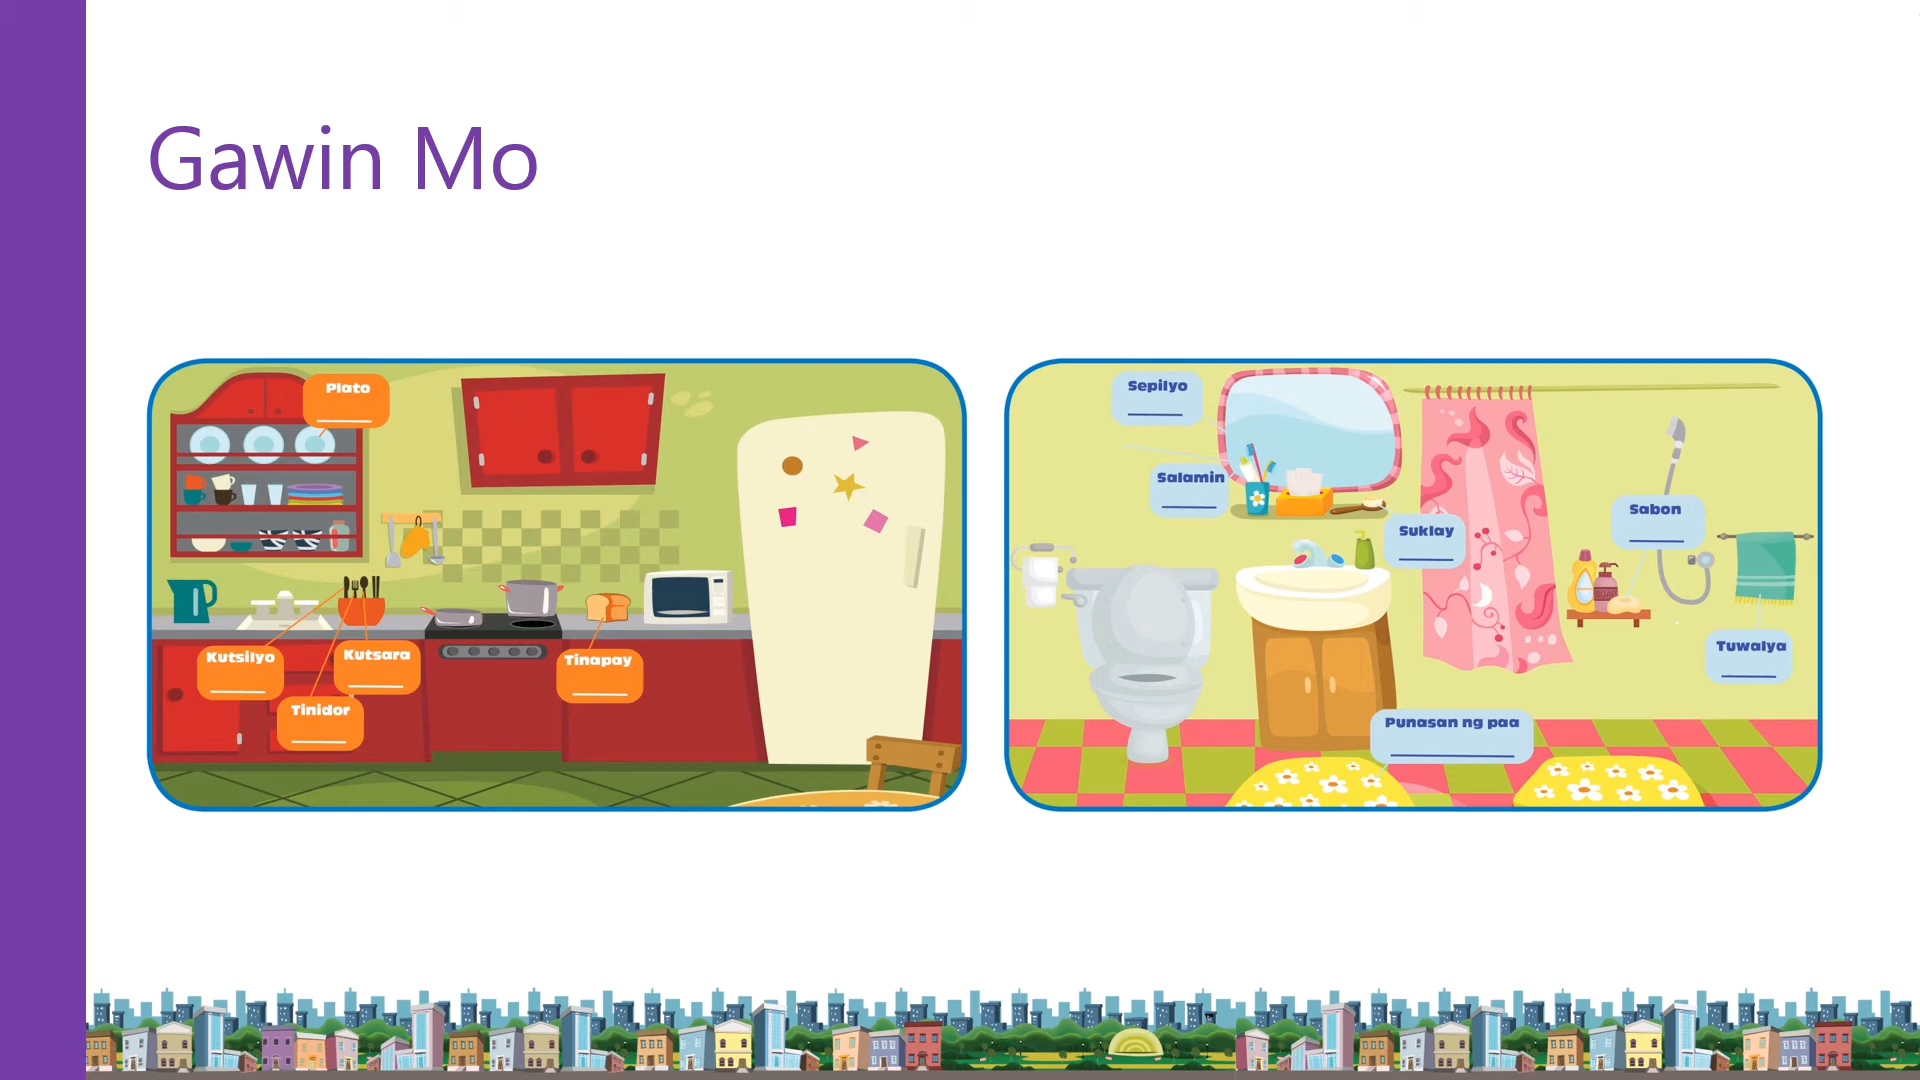 Gawin Mo
Plato
Kutsilyo
Kutsara
Tinidor
Tinapay
Sepilyo
Salamin
Suklay
Sabon
Tuwalya
Punasan ng paa